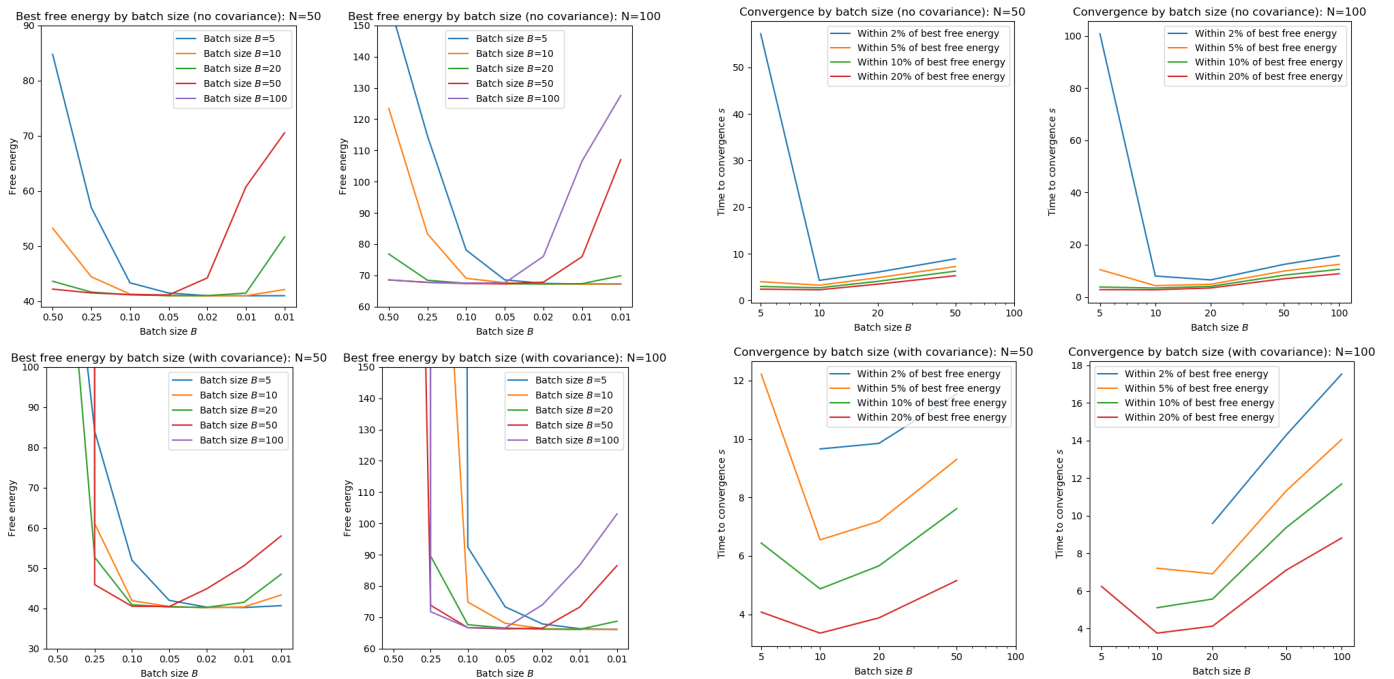 Best free energy by batch size (no covariance): N=50
90
80
70
60
50
40
Free energy
0.50 0.25 0.10 0.05 0.02 0.01 0.01
Batch size B
Batch size B=5
Batch size B=10
Batch size B=20
Batch size B=50
Batch size B=100
Best free energy by batch size (no covariance): N=100
150
140
130
120
110
100
90
80
70
60
0.50 0.25 0.10 0.05 0.02 0.01 0.01
Batch size B
Batch size B=5
Batch size B=10
Batch size B=20
Batch size B=50
Batch size B=100
Convergence by batch size (no covariance): N=50
50
40
30
20
10
0
Time to convergence s
5 10 20 50 100
Batch size B
Within 2% of best free energy
Within 5% of best free energy
Within 10% of best free energy
Within 20% of best free energy
Convergence by batch size (no covariance): N=100
100
80
60
40
20
0
Time to convergence s
5 10 20 50 100
Batch size B
Within 2% of best free energy
Within 5% of best free energy
Within 10% of best free energy
Within 20% of best free energy
Best free energy by batch size (with covariance): N=50
100
90
80
70
60
50
40
30
Free energy
0.50 0.25 0.10 0.05 0.02 0.01 0.01
Batch size B
Batch size B=5
Batch size B=10
Batch size B=20
Batch size B=50
Batch size B=100
Best free energy by batch size (with covariance): N=100
150
140
130
120
110
100
90
80
70
60
0.50 0.25 0.10 0.05 0.02 0.01 0.01
Batch size B
Batch size B=5
Batch size B=10
Batch size B=20
Batch size B=50
Batch size B=100
Convergence by batch size (with covariance): N=50
12
10
8
6
4
Time to convergence s
5 10 20 50 100
Batch size B
Within 2% of best free energy
Within 5% of best free energy
Within 10% of best free energy
Within 20% of best free energy
Convergence by batch size (with covariance): N=100
18
16
14
12
10
8
6
4
Time to convergence s
5 10 20 50 100
Batch size B
Within 2% of best free energy
Within 5% of best free energy
Within 10% of best free energy
Within 20% of best free energy